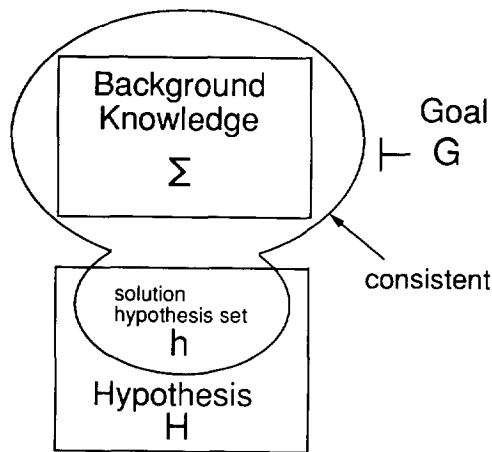 Background
Knowledge
Σ
Goal
⊢ G
consistent
solution
hypothesis set
h
Hypothesis
H